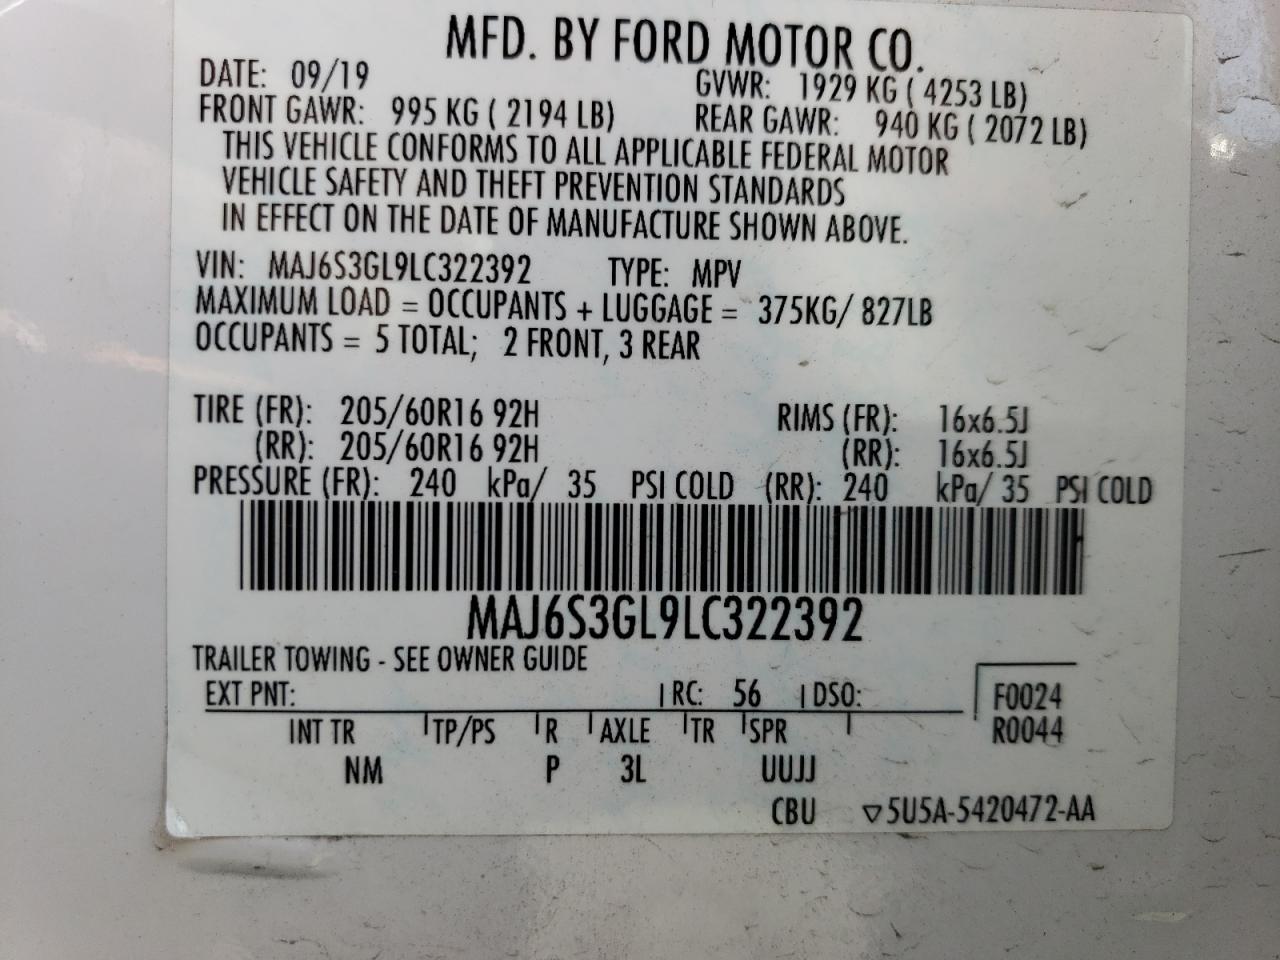 MFD. BY FORD MOTOR CO.
DATE: 09/19 GVWR: 1929 KG ( 4253 LB)
FRONT GAWR: 995 KG ( 2194 LB) REAR GAWR: 940 KG ( 2072 LB)
THIS VEHICLE CONFORMS TO ALL APPLICABLE FEDERAL MOTOR
VEHICLE SAFETY AND THEFT PREVENTION STANDARDS
IN EFFECT ON THE DATE OF MANUFACTURE SHOWN ABOVE.
VIN: MAJ6S3GL9LC322392 TYPE: MPV
MAXIMUM LOAD = OCCUPANTS + LUGGAGE = 375KG/ 827LB
OCCUPANTS = 5 TOTAL; 2 FRONT, 3 REAR
TIRE (FR): 205/60R16 92H RIMS (FR): 16x6.5J
(RR): 205/60R16 92H (RR): 16x6.5J
PRESSURE (FR): 240 kPa/ 35 PSI COLD (RR): 240 kPa/ 35 PSI COLD
MAJ6S3GL9LC322392
TRAILER TOWING - SEE OWNER GUIDE
EXT PNT: RC: 56 DSO: F0024
INT TR TP/PS R AXLE TR SPR R0044
NM P 3L UUJJ
CBU ▽5U5A-5420472-AA